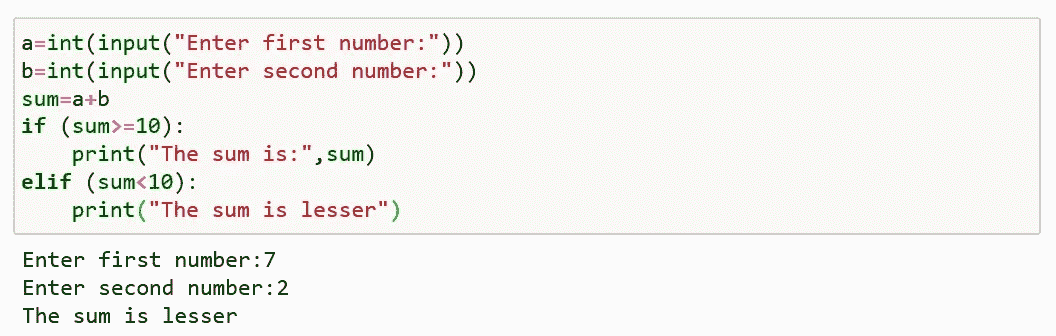 a=int(input("Enter first number:"))
b=int(input("Enter second number:"))
sum=a+b
if (sum>=10):
    print("The sum is:",sum)
elif (sum<10):
    print("The sum is lesser")
Enter first number:7
Enter second number:2
The sum is lesser